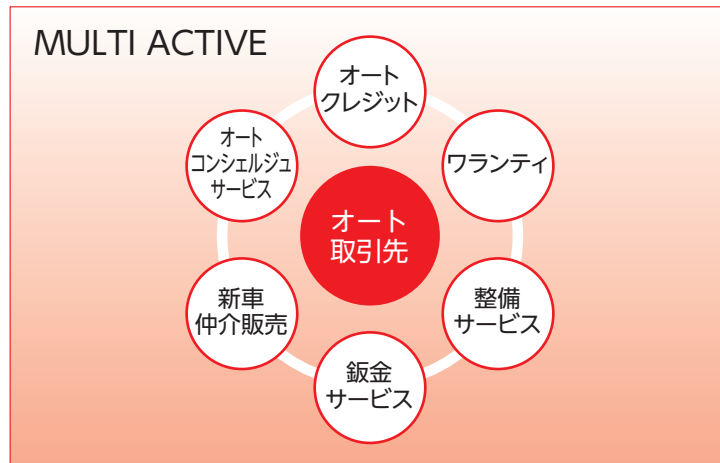 MULTI ACTIVE
オート
クレジット
オート
コンシェルジュ
サービス
ワランティ
オート
取引先
新車
仲介販売
整備
サービス
鈑金
サービス